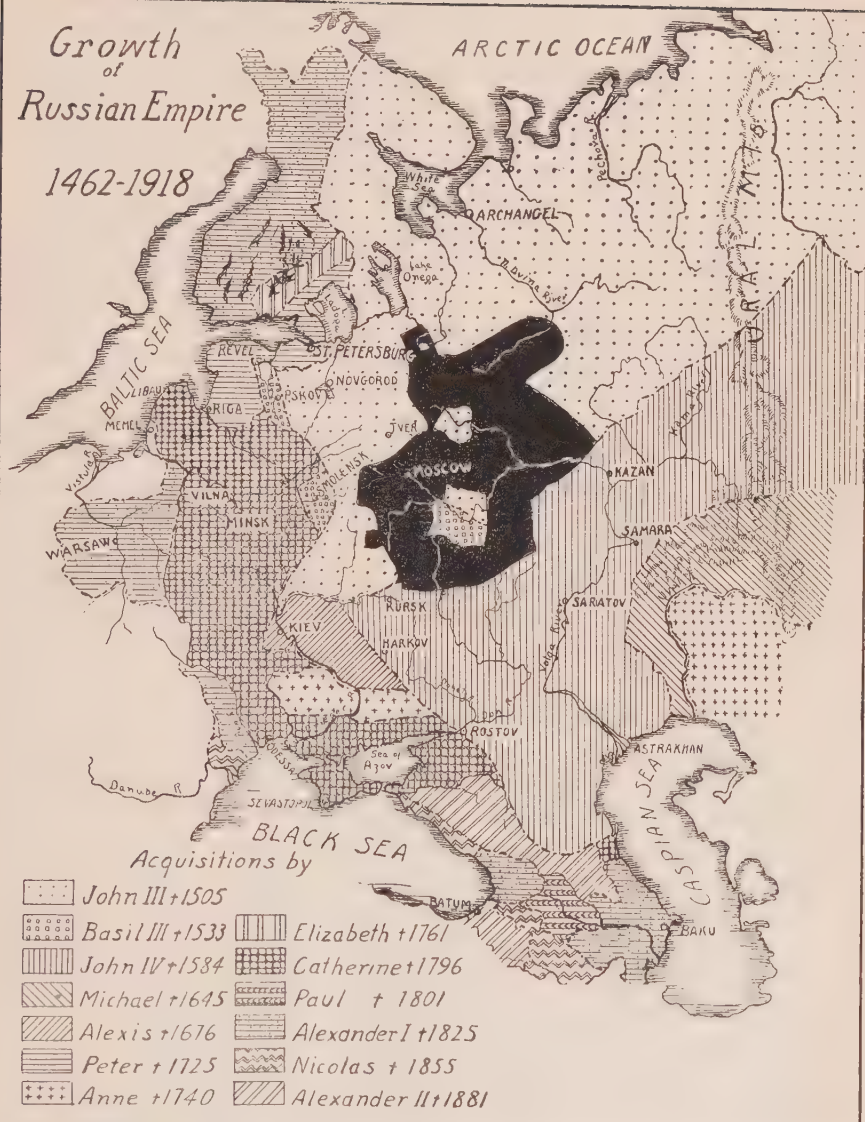 Growth
of
Russian Empire
1462-1918
ARCTIC OCEAN
Pechora R.
URAL MTS
White
Sea
ARCHANGEL
N. Dvina River
Lake
Onega
Ladoga
BALTIC SEA
REVEL
ST. PETERSBURG
NOVGOROD
PSKOV
LIBAU
RIGA
MEMEL
TVER
MOSCOW
Kama River
KAZAN
Vistula R.
VILNA
SMOLENSK
MINSK
WARSAW
SAMARA
KURSK
SARATOV
KIEV
HARKOV
Volga River
Don R.
ROSTOV
ASTRAKHAN
Sea of
Azov
ODESSA
Danube R.
SEVASTOPOL
BLACK SEA
CASPIAN SEA
BATUM
BAKU
Acquisitions by
John III †1505
Basil III †1533
John IV †1584
Michael †1645
Alexis †1676
Peter † 1725
Anne †1740
Elizabeth †1761
Catherine †1796
Paul † 1801
Alexander I †1825
Nicolas † 1855
Alexander II †1881